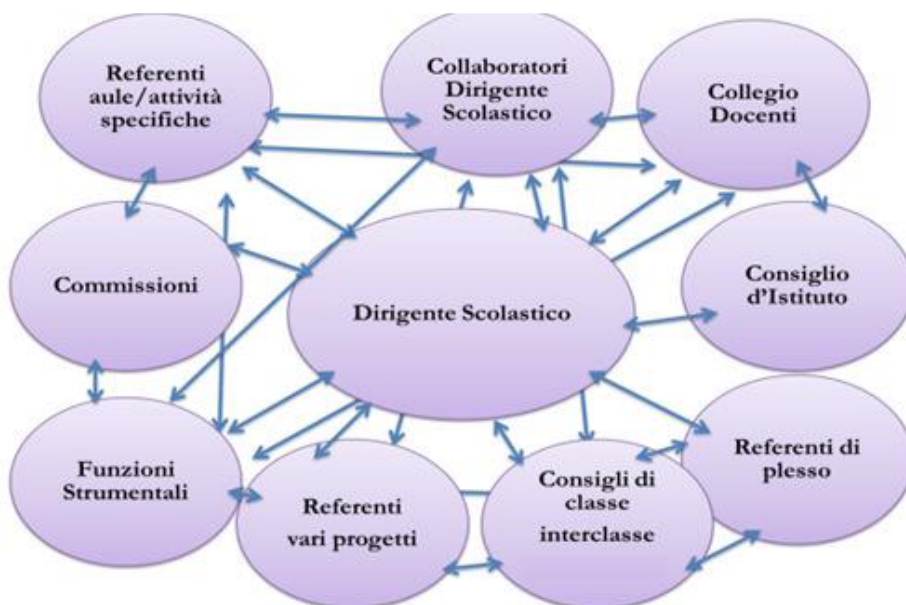 Referenti
aule/attività
specifiche
Collaboratori
Dirigente
Scolastico
Collegio
Docenti
Commissioni
Dirigente Scolastico
Consiglio
d’Istituto
Funzioni
Strumentali
Referenti
vari progetti
Consigli di
classe
interclasse
Referenti di
plesso